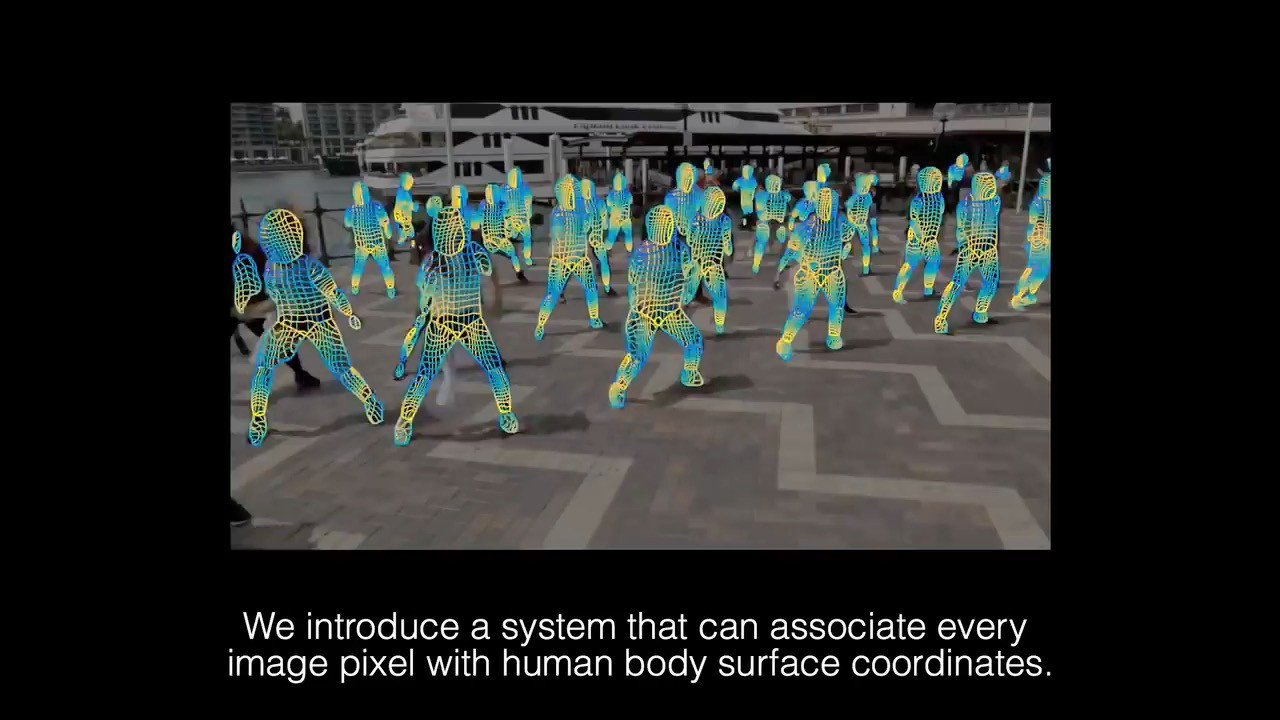 We introduce a system that can associate every
image pixel with human body surface coordinates.